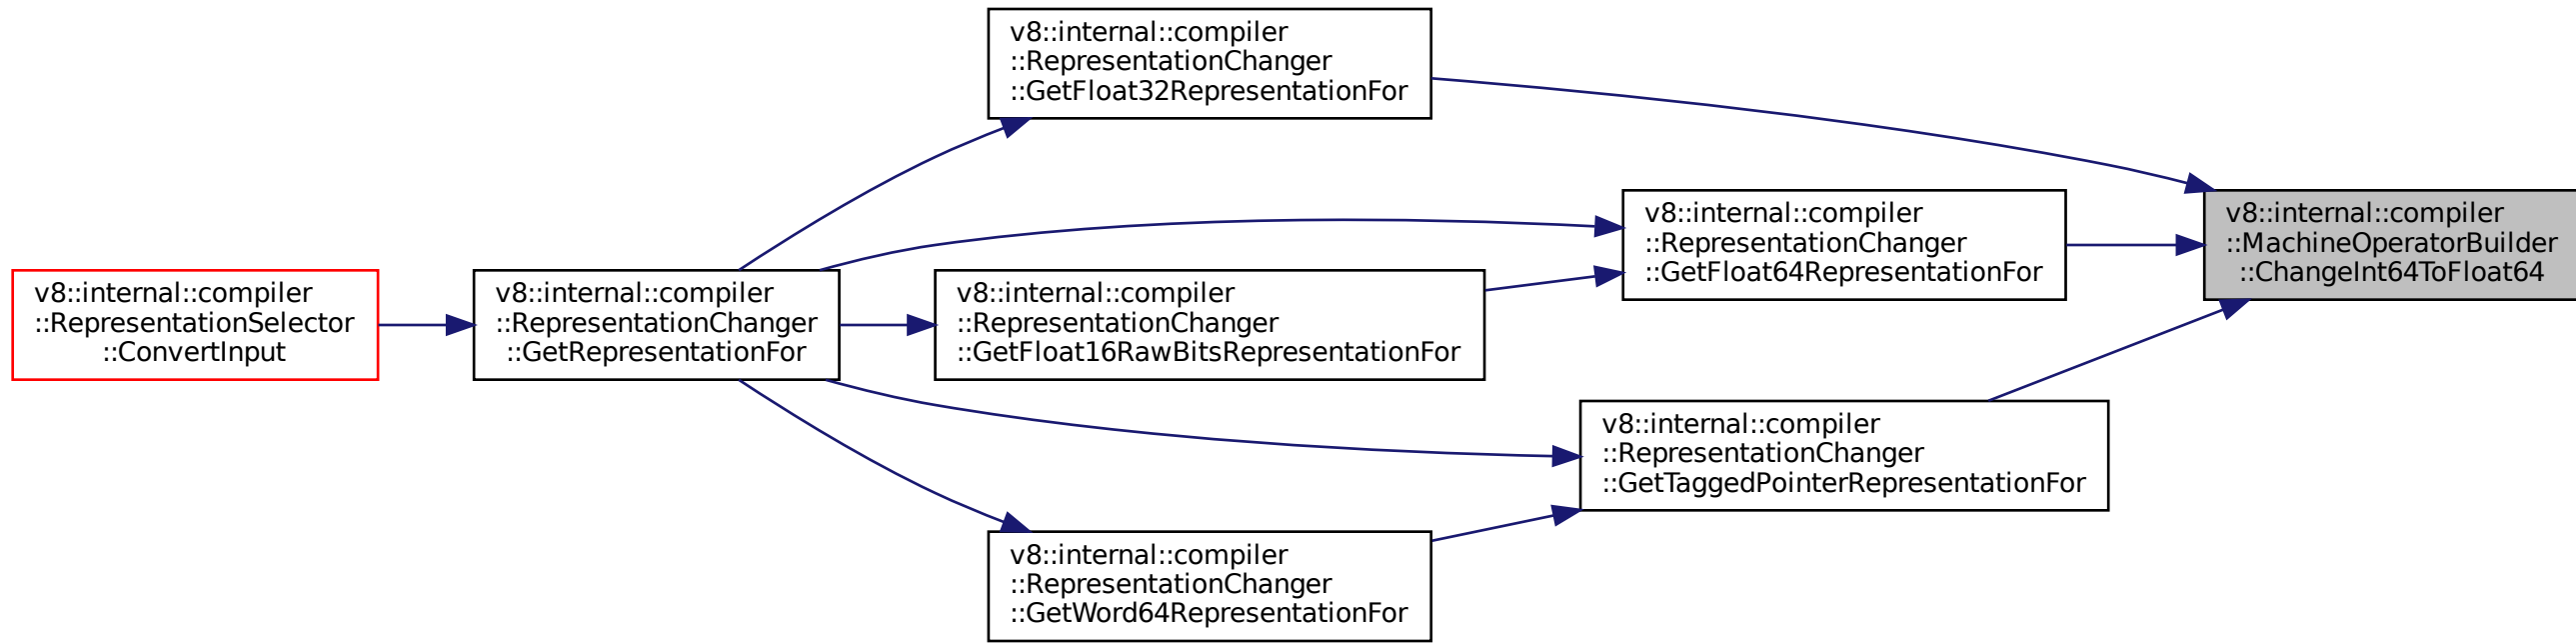 v8::internal::compiler
::RepresentationChanger
::GetFloat32RepresentationFor
v8::internal::compiler
::RepresentationChanger
::GetFloat64RepresentationFor
v8::internal::compiler
::MachineOperatorBuilder
::ChangeInt64ToFloat64
v8::internal::compiler
::RepresentationSelector
::ConvertInput
v8::internal::compiler
::RepresentationChanger
::GetRepresentationFor
v8::internal::compiler
::RepresentationChanger
::GetFloat16RawBitsRepresentationFor
v8::internal::compiler
::RepresentationChanger
::GetTaggedPointerRepresentationFor
v8::internal::compiler
::RepresentationChanger
::GetWord64RepresentationFor